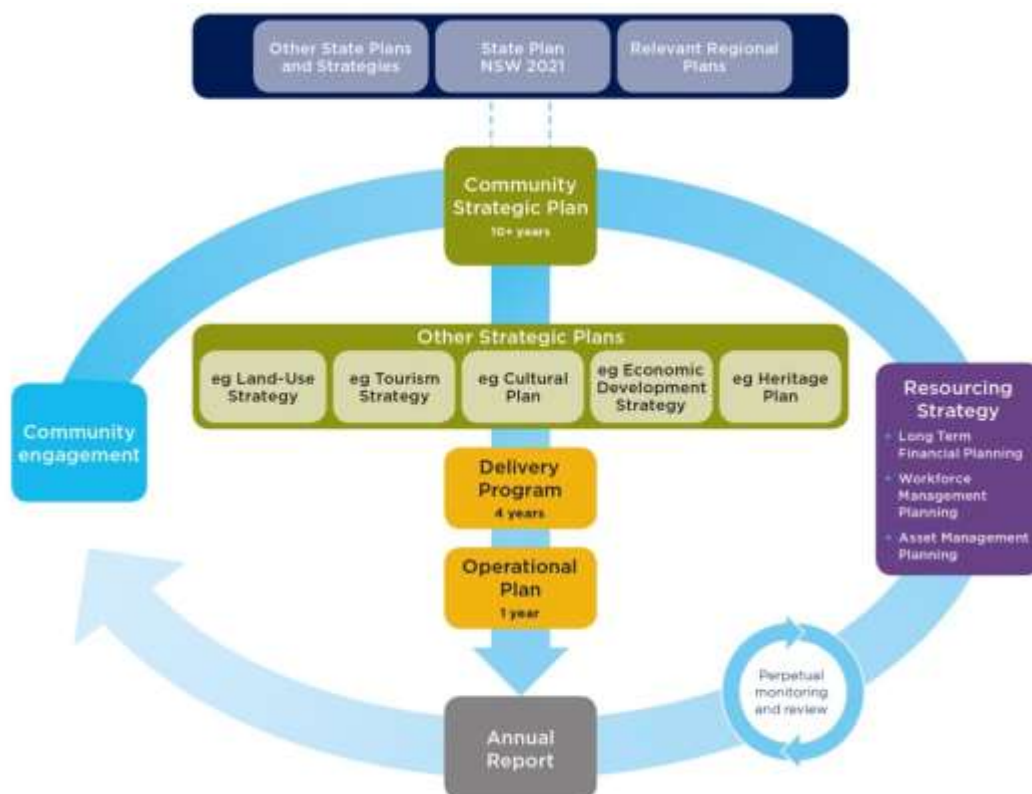 Other State Plans
and Strategies
State Plan
NSW 2021
Relevant Regional
Plans
Community
Strategic Plan
10+ years
Other Strategic Plans
eg Land-Use
Strategy
eg Tourism
Strategy
eg Cultural
Plan
eg Economic
Development
Strategy
eg Heritage
Plan
Community
engagement
Resourcing
Strategy
• Long Term
Financial Planning
• Workforce
Management
Planning
• Asset Management
Planning
Delivery
Program
4 years
Operational
Plan
1 year
Perpetual
monitoring
and review
Annual
Report